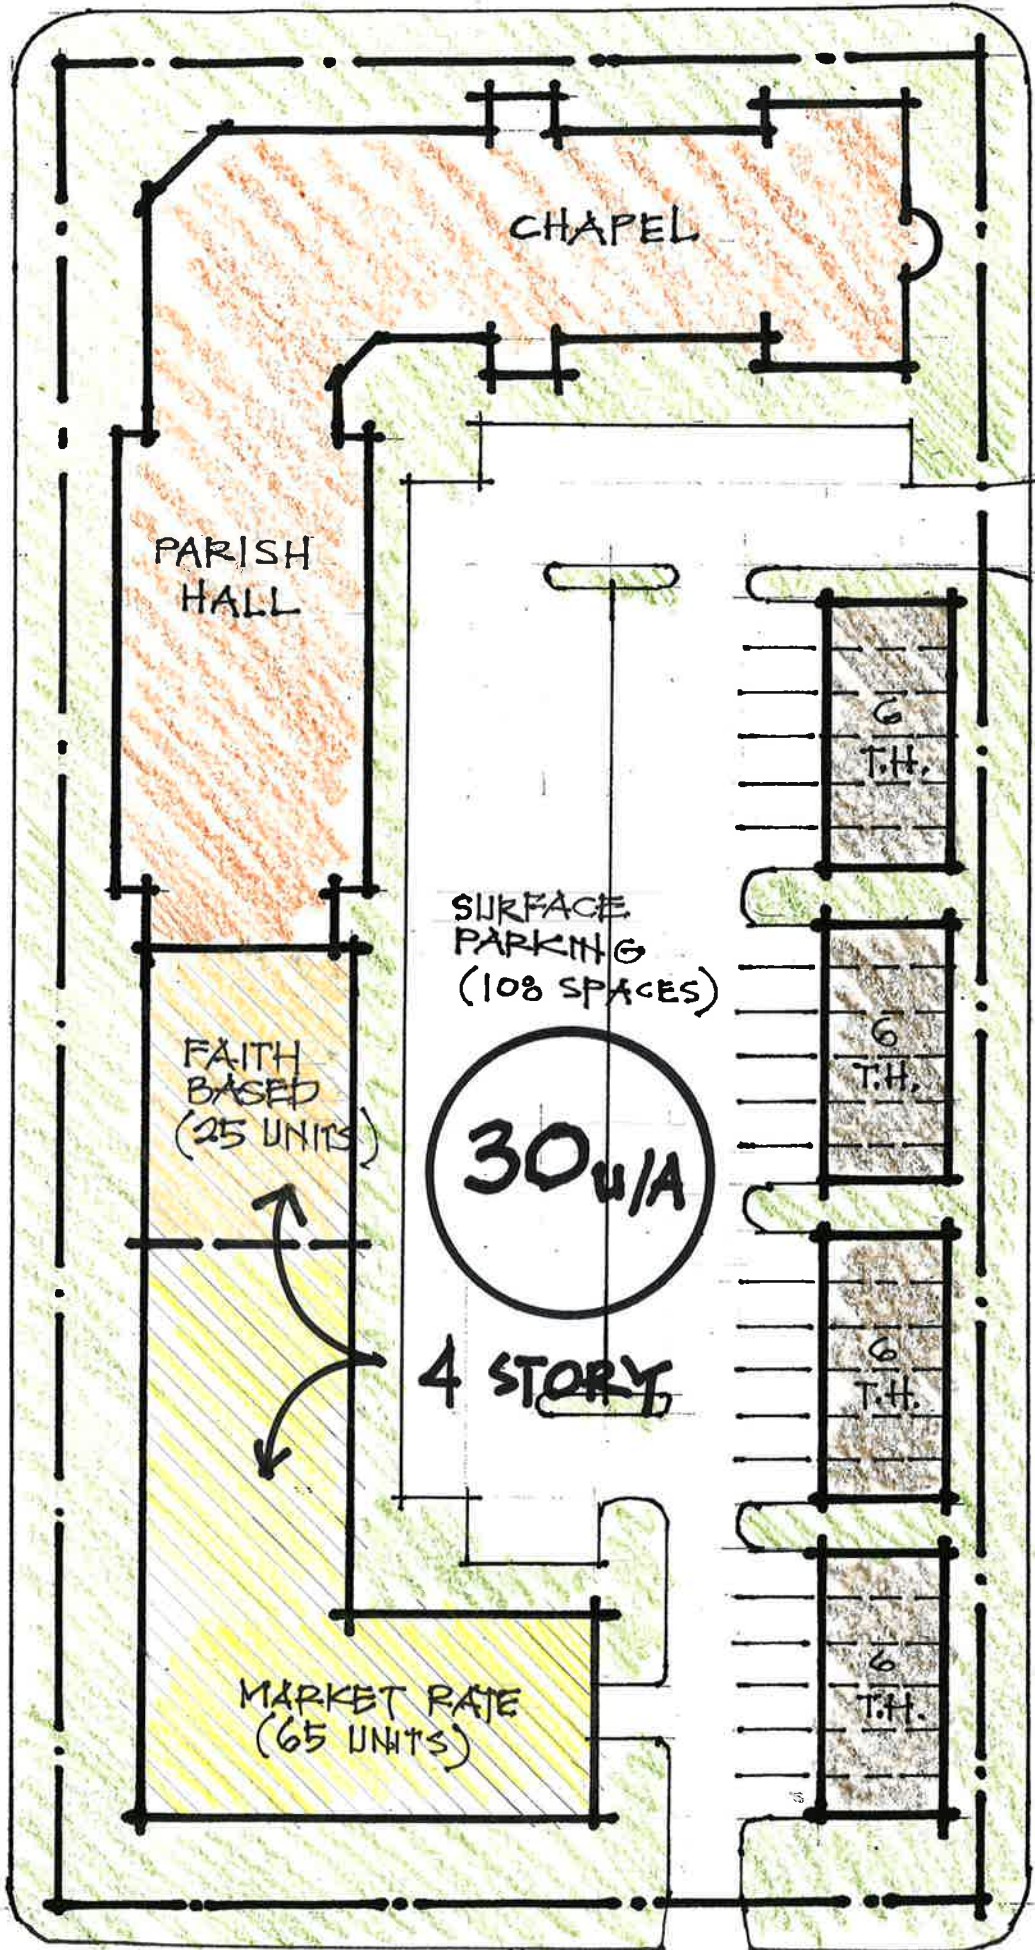 CHAPEL
PARISH
HALL
6
T.H.
SURFACE
PARKING
(108 SPACES)
6
T.H.
FAITH
BASED
(25 UNITS)
30 U/A
4 STORY
6
T.H.
MARKET RATE
(65 UNITS)
6
T.H.